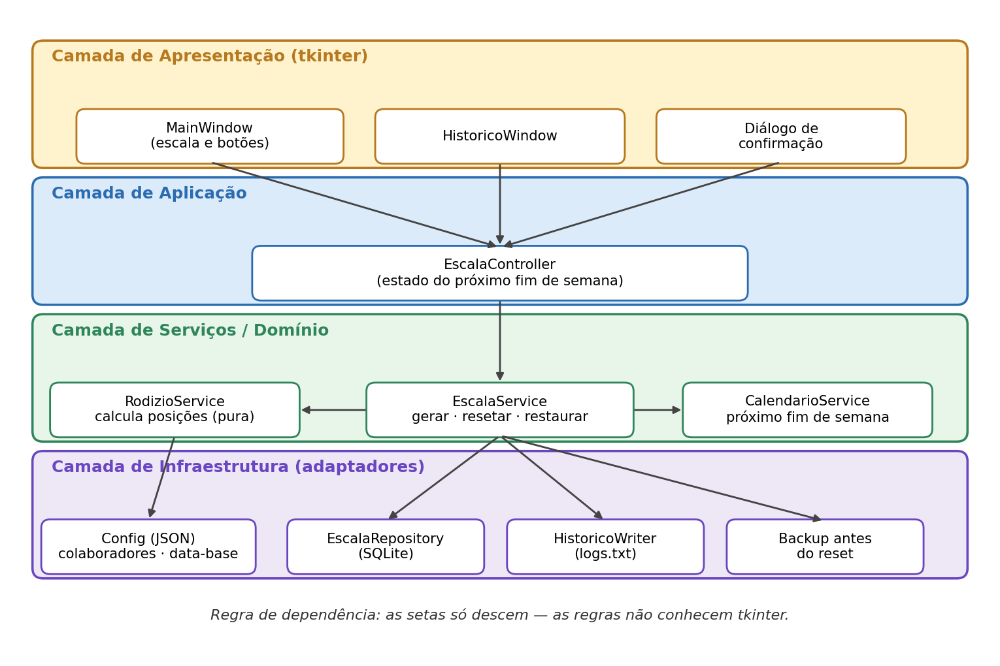 Camada de Apresentação (tkinter)
MainWindow
(escala e botões)
HistoricoWindow
Diálogo de
confirmação
Camada de Aplicação
EscalaController
(estado do próximo fim de semana)
Camada de Serviços / Domínio
RodizioService
calcula posições (pura)
EscalaService
gerar · resetar · restaurar
CalendarioService
próximo fim de semana
Camada de Infraestrutura (adaptadores)
Config (JSON)
colaboradores · data-base
EscalaRepository
(SQLite)
HistoricoWriter
(logs.txt)
Backup antes
do reset
Regra de dependência: as setas só descem — as regras não conhecem tkinter.